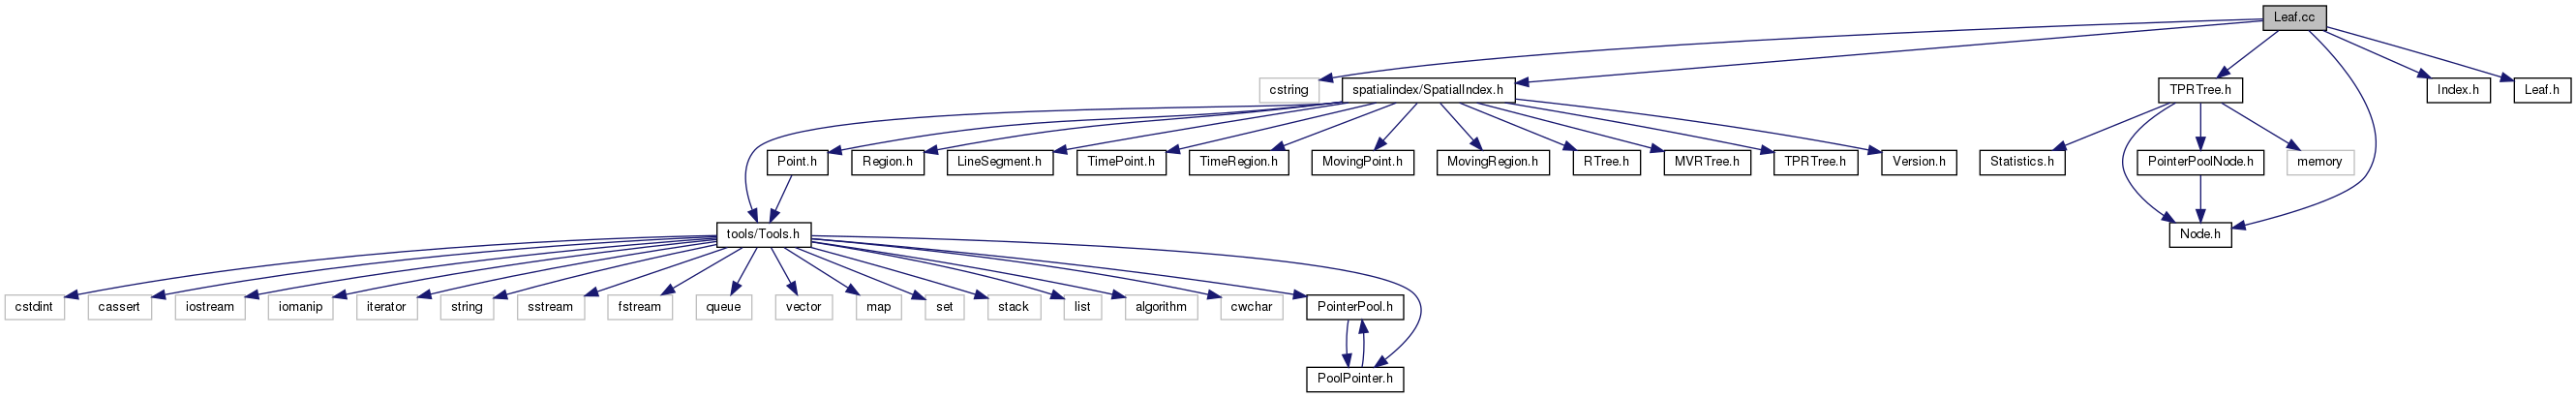 Leaf.cc
cstring
spatialindex/SpatialIndex.h
TPRTree.h
Index.h
Leaf.h
Point.h
Region.h
LineSegment.h
TimePoint.h
TimeRegion.h
MovingPoint.h
MovingRegion.h
RTree.h
MVRTree.h
TPRTree.h
Version.h
Statistics.h
PointerPoolNode.h
memory
tools/Tools.h
Node.h
cstdint
cassert
iostream
iomanip
iterator
string
sstream
fstream
queue
vector
map
set
stack
list
algorithm
cwchar
PointerPool.h
PoolPointer.h